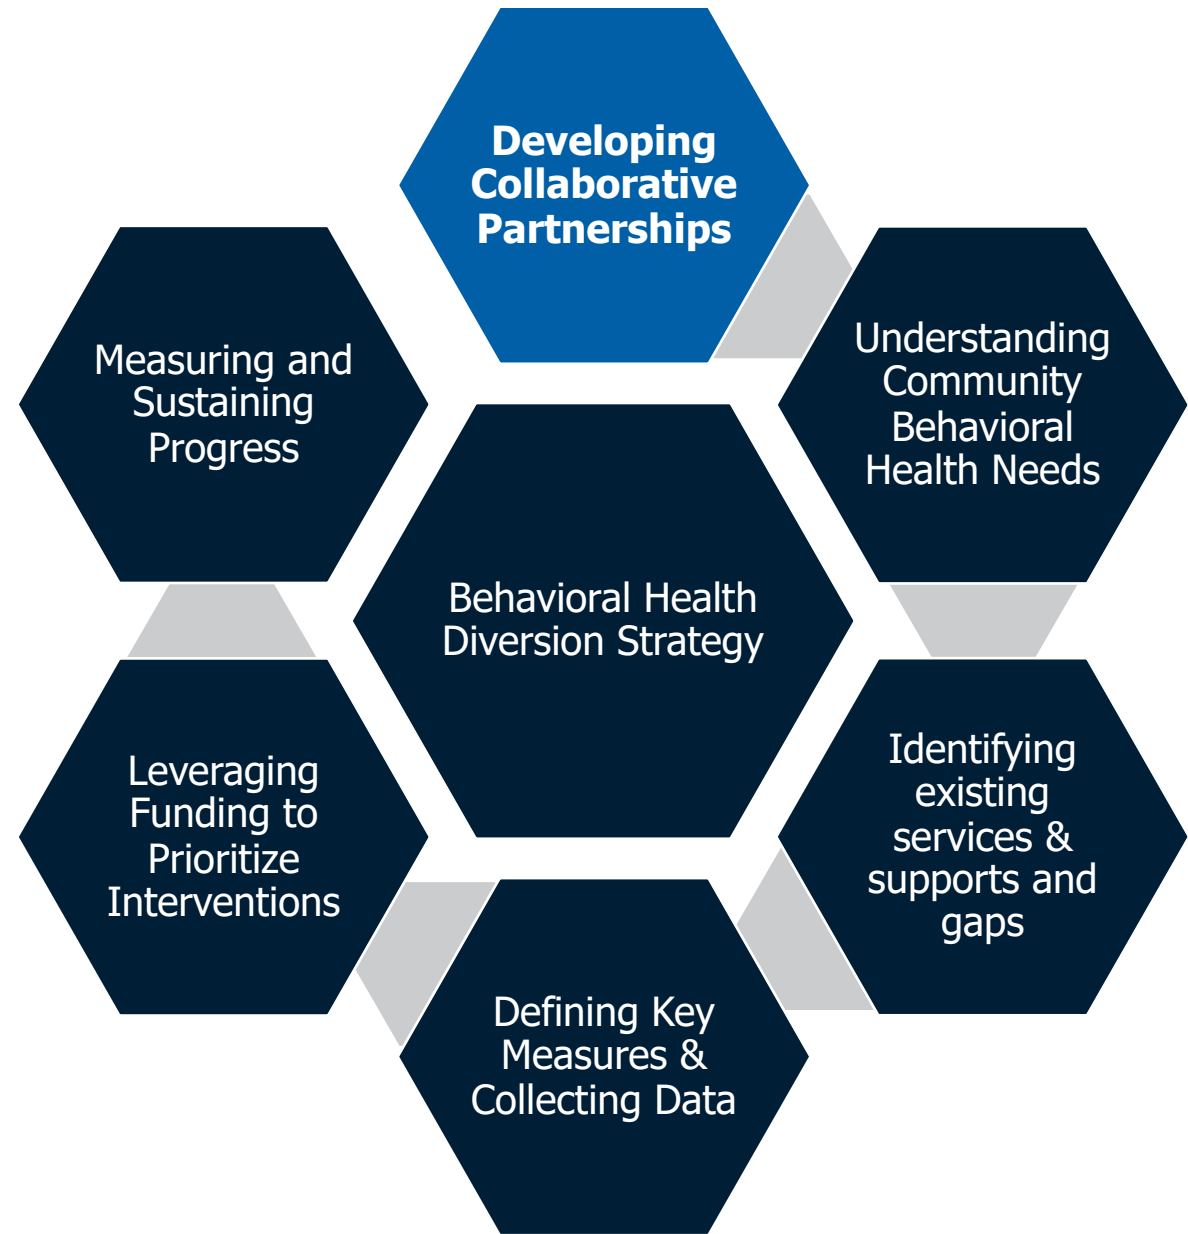 Developing
Collaborative
Partnerships
Understanding
Community
Behavioral
Health Needs
Identifying
existing
services &
supports and
gaps
Defining Key
Measures &
Collecting Data
Leveraging
Funding to
Prioritize
Interventions
Measuring and
Sustaining
Progress
Behavioral Health
Diversion Strategy